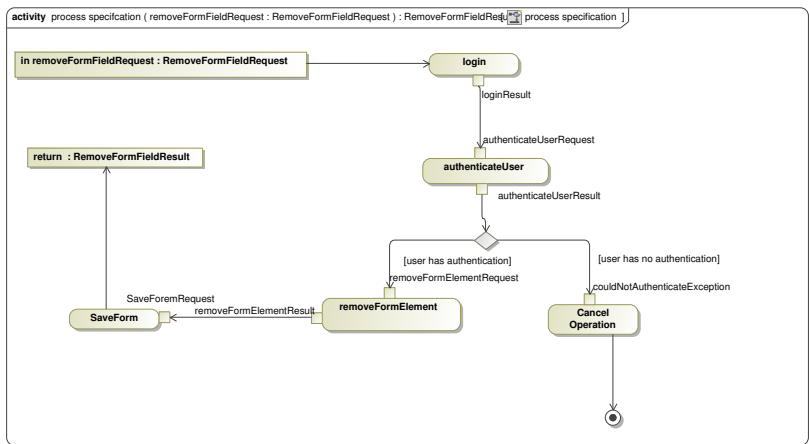 activity process specifcation ( removeFormFieldRequest : RemoveFormFieldRequest ) : RemoveFormFieldResu[ process specification ]
in removeFormFieldRequest : RemoveFormFieldRequest
login
loginResult
authenticateUserRequest
return : RemoveFormFieldResult
authenticateUser
authenticateUserResult
[user has authentication]
[user has no authentication]
removeFormElementRequest
couldNotAuthenticateException
SaveForemRequest
removeFormElementResult
removeFormElement
SaveForm
Cancel
Operation